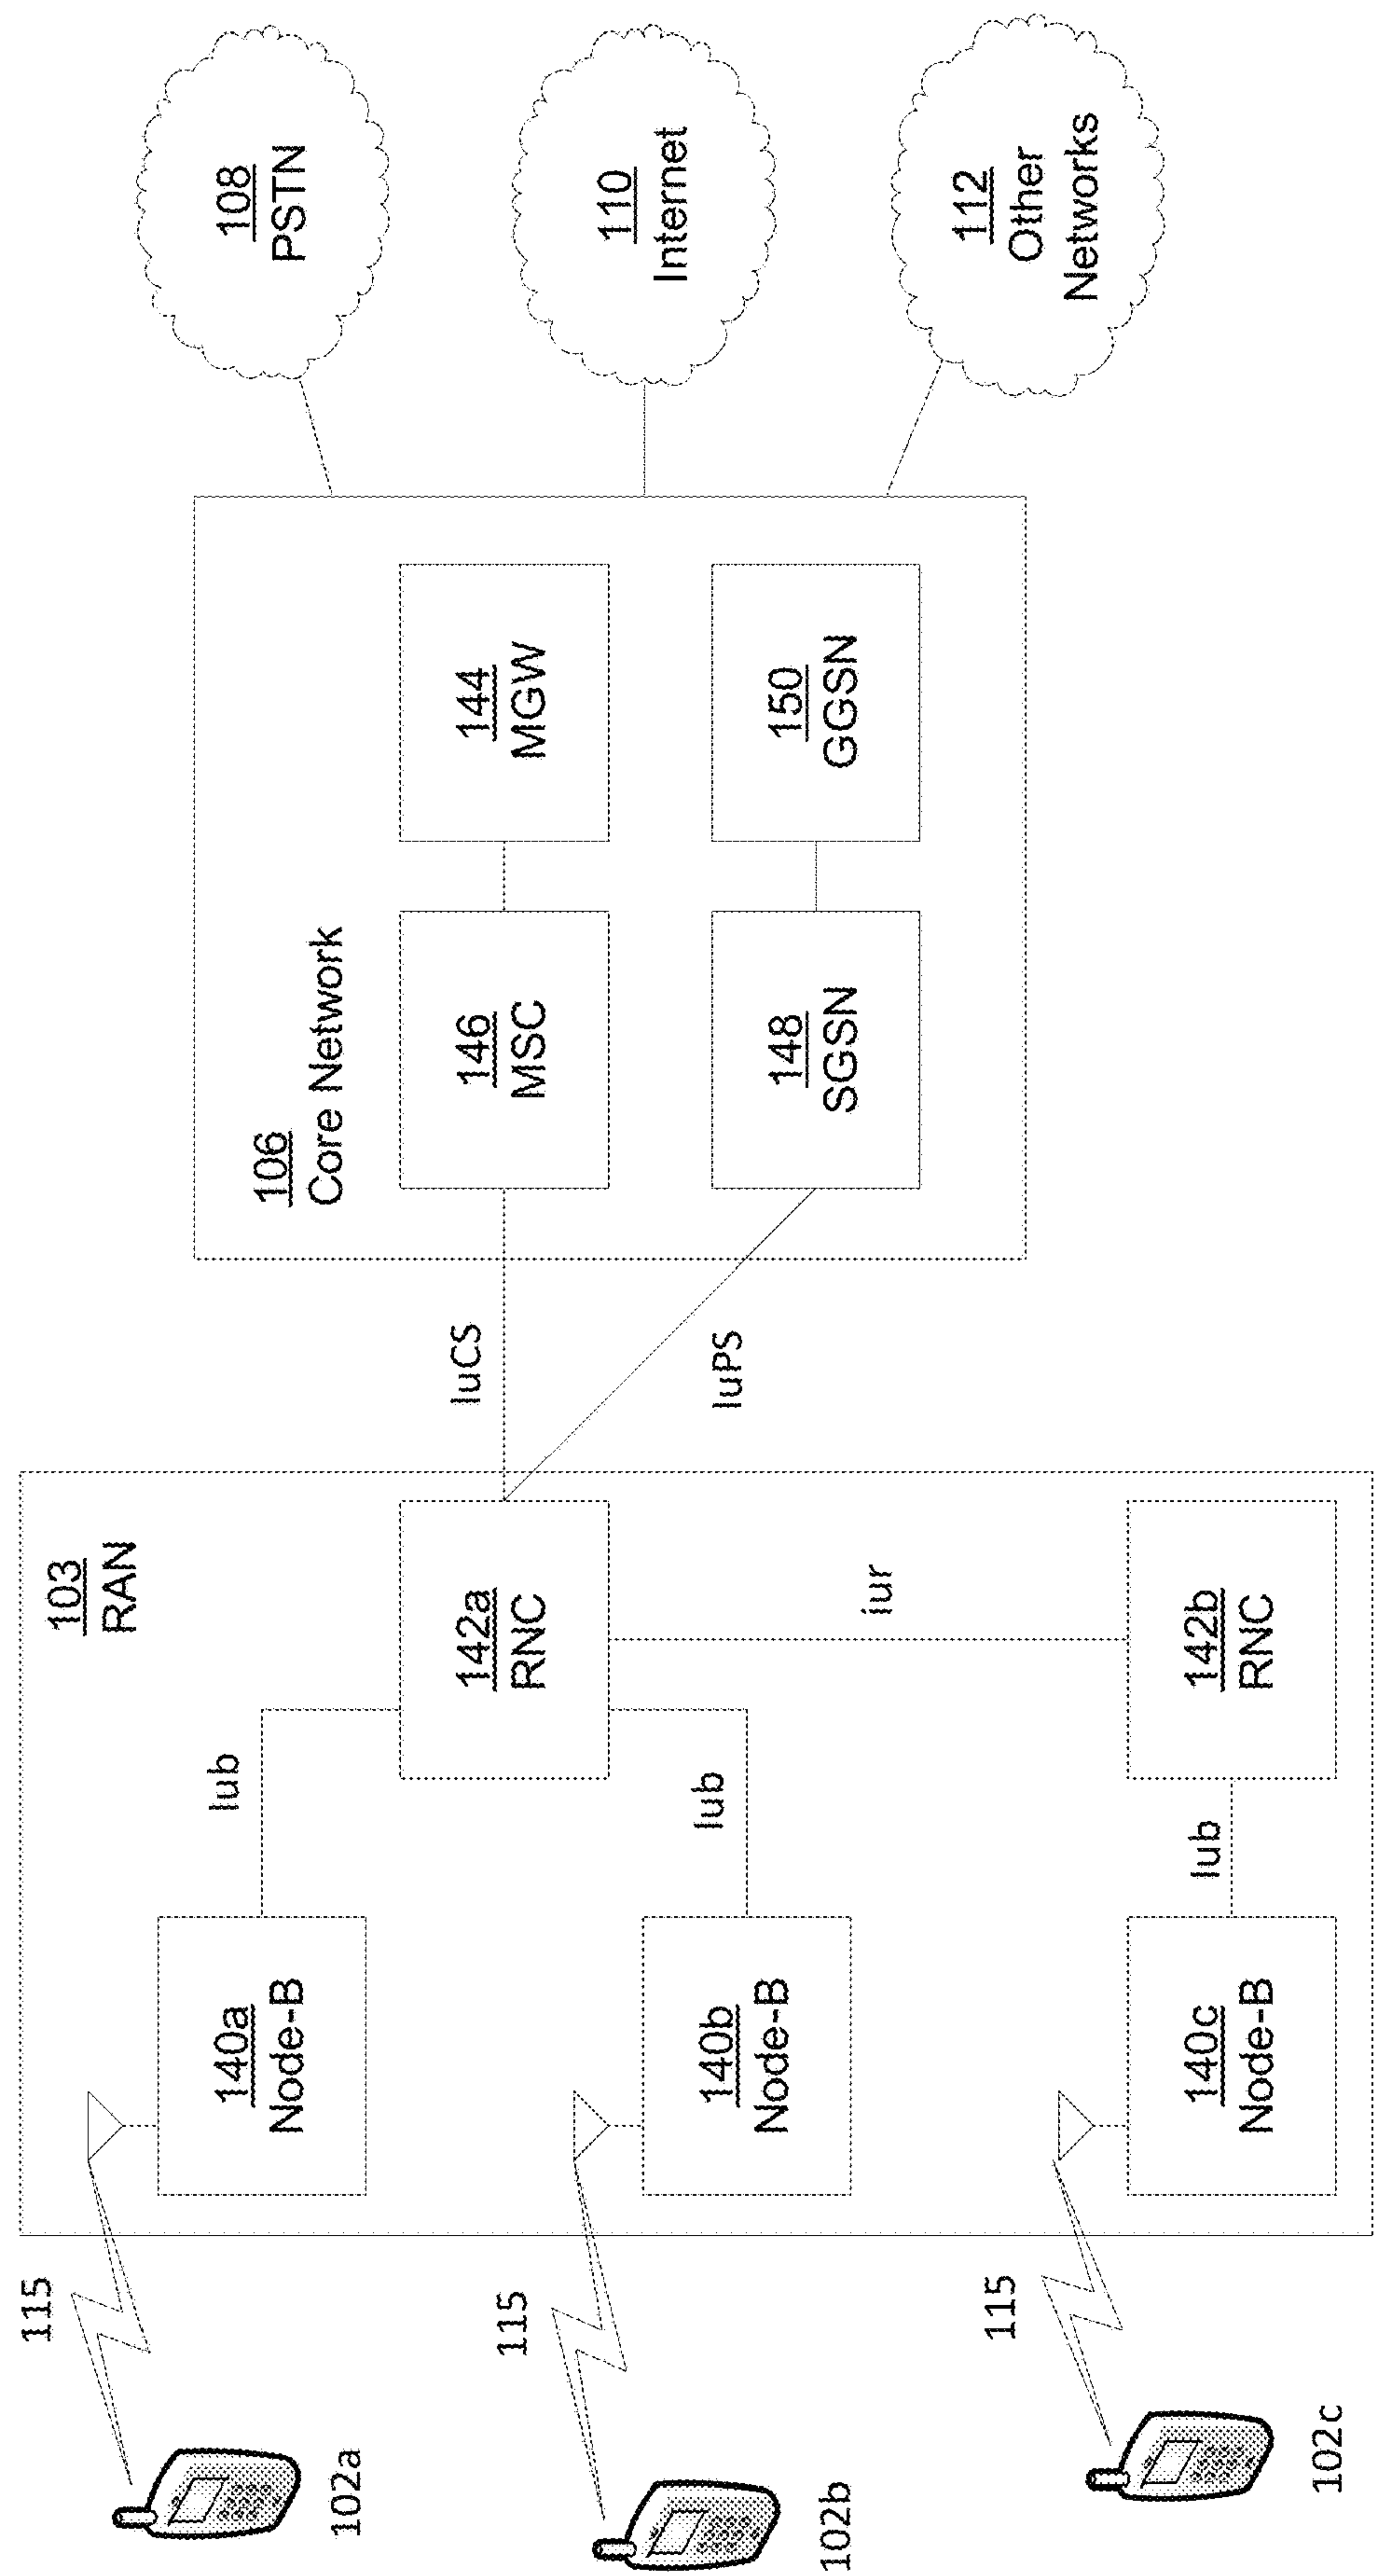 115
102a
115
102b
115
102c
103
RAN
140a
Node-B
Iub
140b
Node-B
Iub
140c
Node-B
Iub
142a
RNC
iur
142b
RNC
IuCS
IuPS
106
Core Network
146
MSC
144
MGW
148
SGSN
150
GGSN
108
PSTN
110
Internet
112
Other
Networks